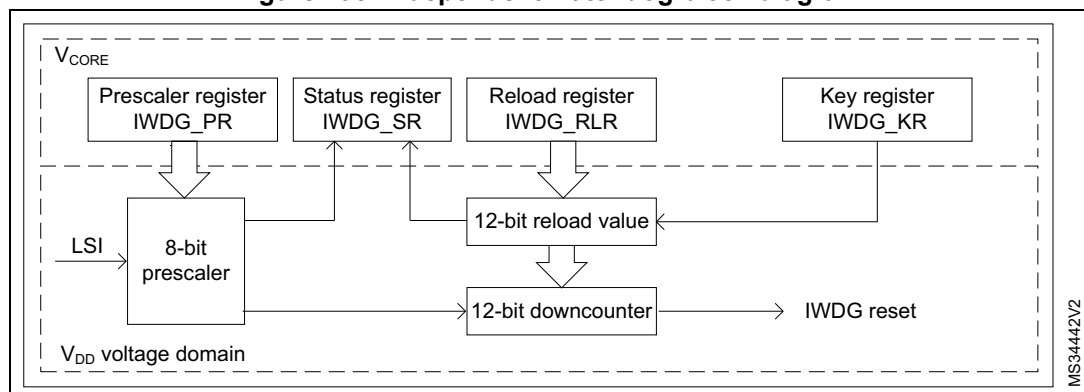 V_CORE
Prescaler register
IWDG_PR
Status register
IWDG_SR
Reload register
IWDG_RLR
Key register
IWDG_KR
12-bit reload value
LSI
8-bit
prescaler
12-bit downcounter
IWDG reset
V_DD voltage domain
MS34442V2